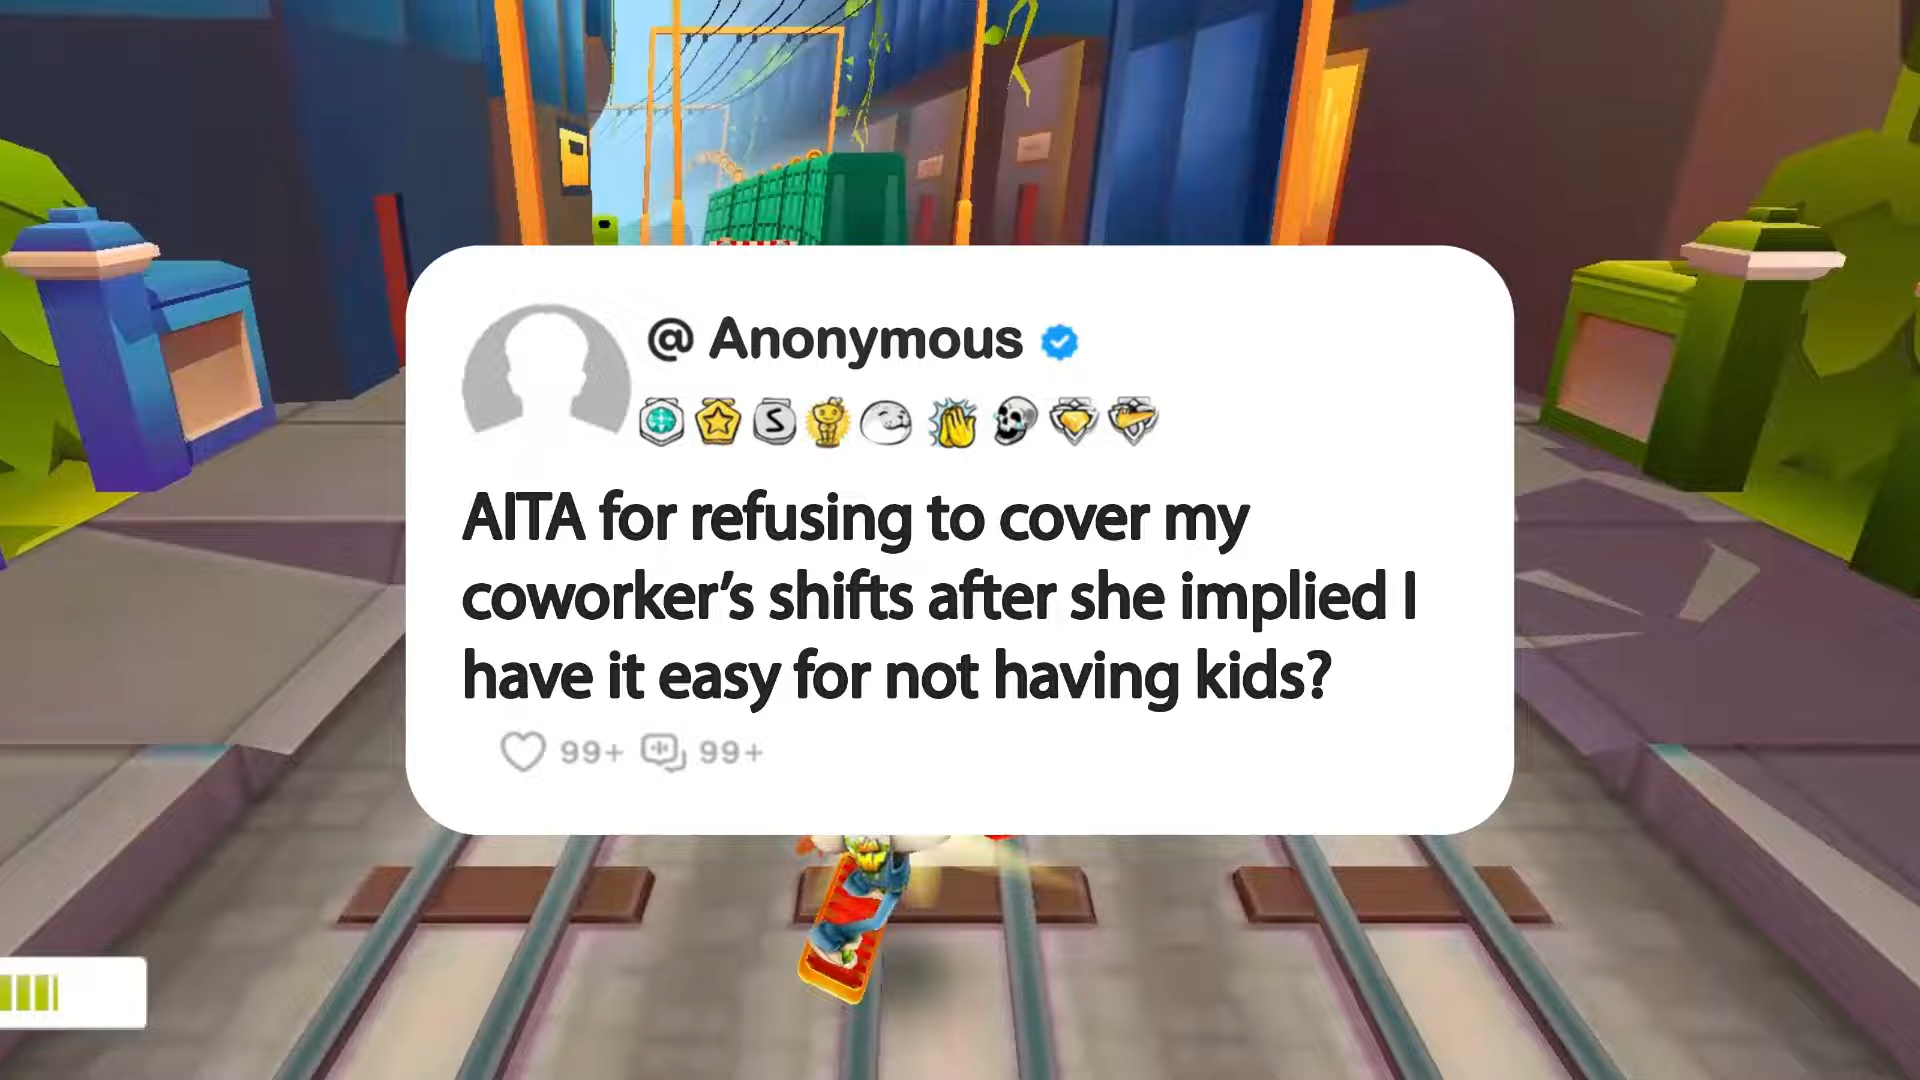 @ Anonymous
AITA for refusing to cover my
coworker’s shifts after she implied I
have it easy for not having kids?
99+ 99+